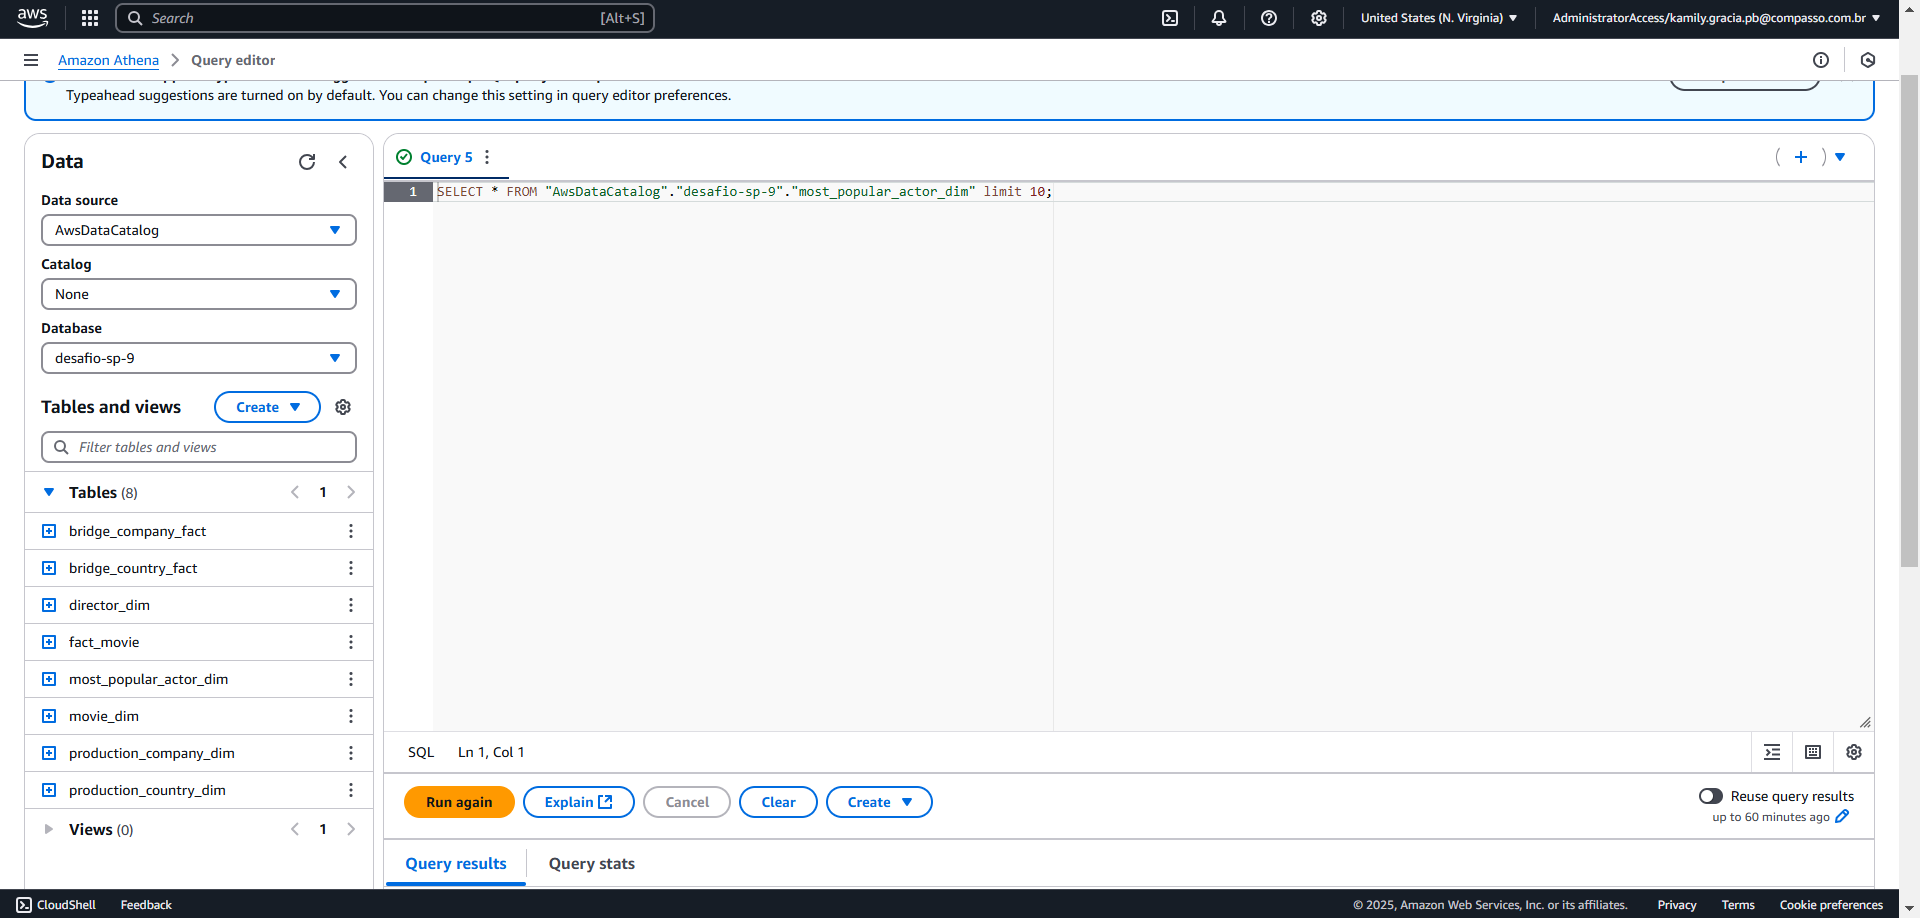 aws
Search
[Alt+S]
United States (N. Virginia)
AdministratorAccess/kamily.gracia.pb@compasso.com.br
Amazon Athena
Query editor
Typeahead suggestions are turned on by default. You can change this setting in query editor preferences.
Data
Data source
AwsDataCatalog
Catalog
None
Database
desafio-sp-9
Tables and views
Create
Filter tables and views
Tables (8)
1
bridge_company_fact
bridge_country_fact
director_dim
fact_movie
most_popular_actor_dim
movie_dim
production_company_dim
production_country_dim
Views (0)
1
Query 5
1 SELECT * FROM "AwsDataCatalog"."desafio-sp-9"."most_popular_actor_dim" limit 10;
SQL
Ln 1, Col 1
Run again
Explain
Cancel
Clear
Create
Reuse query results
up to 60 minutes ago
Query results
Query stats
CloudShell
Feedback
© 2025, Amazon Web Services, Inc. or its affiliates.
Privacy
Terms
Cookie preferences